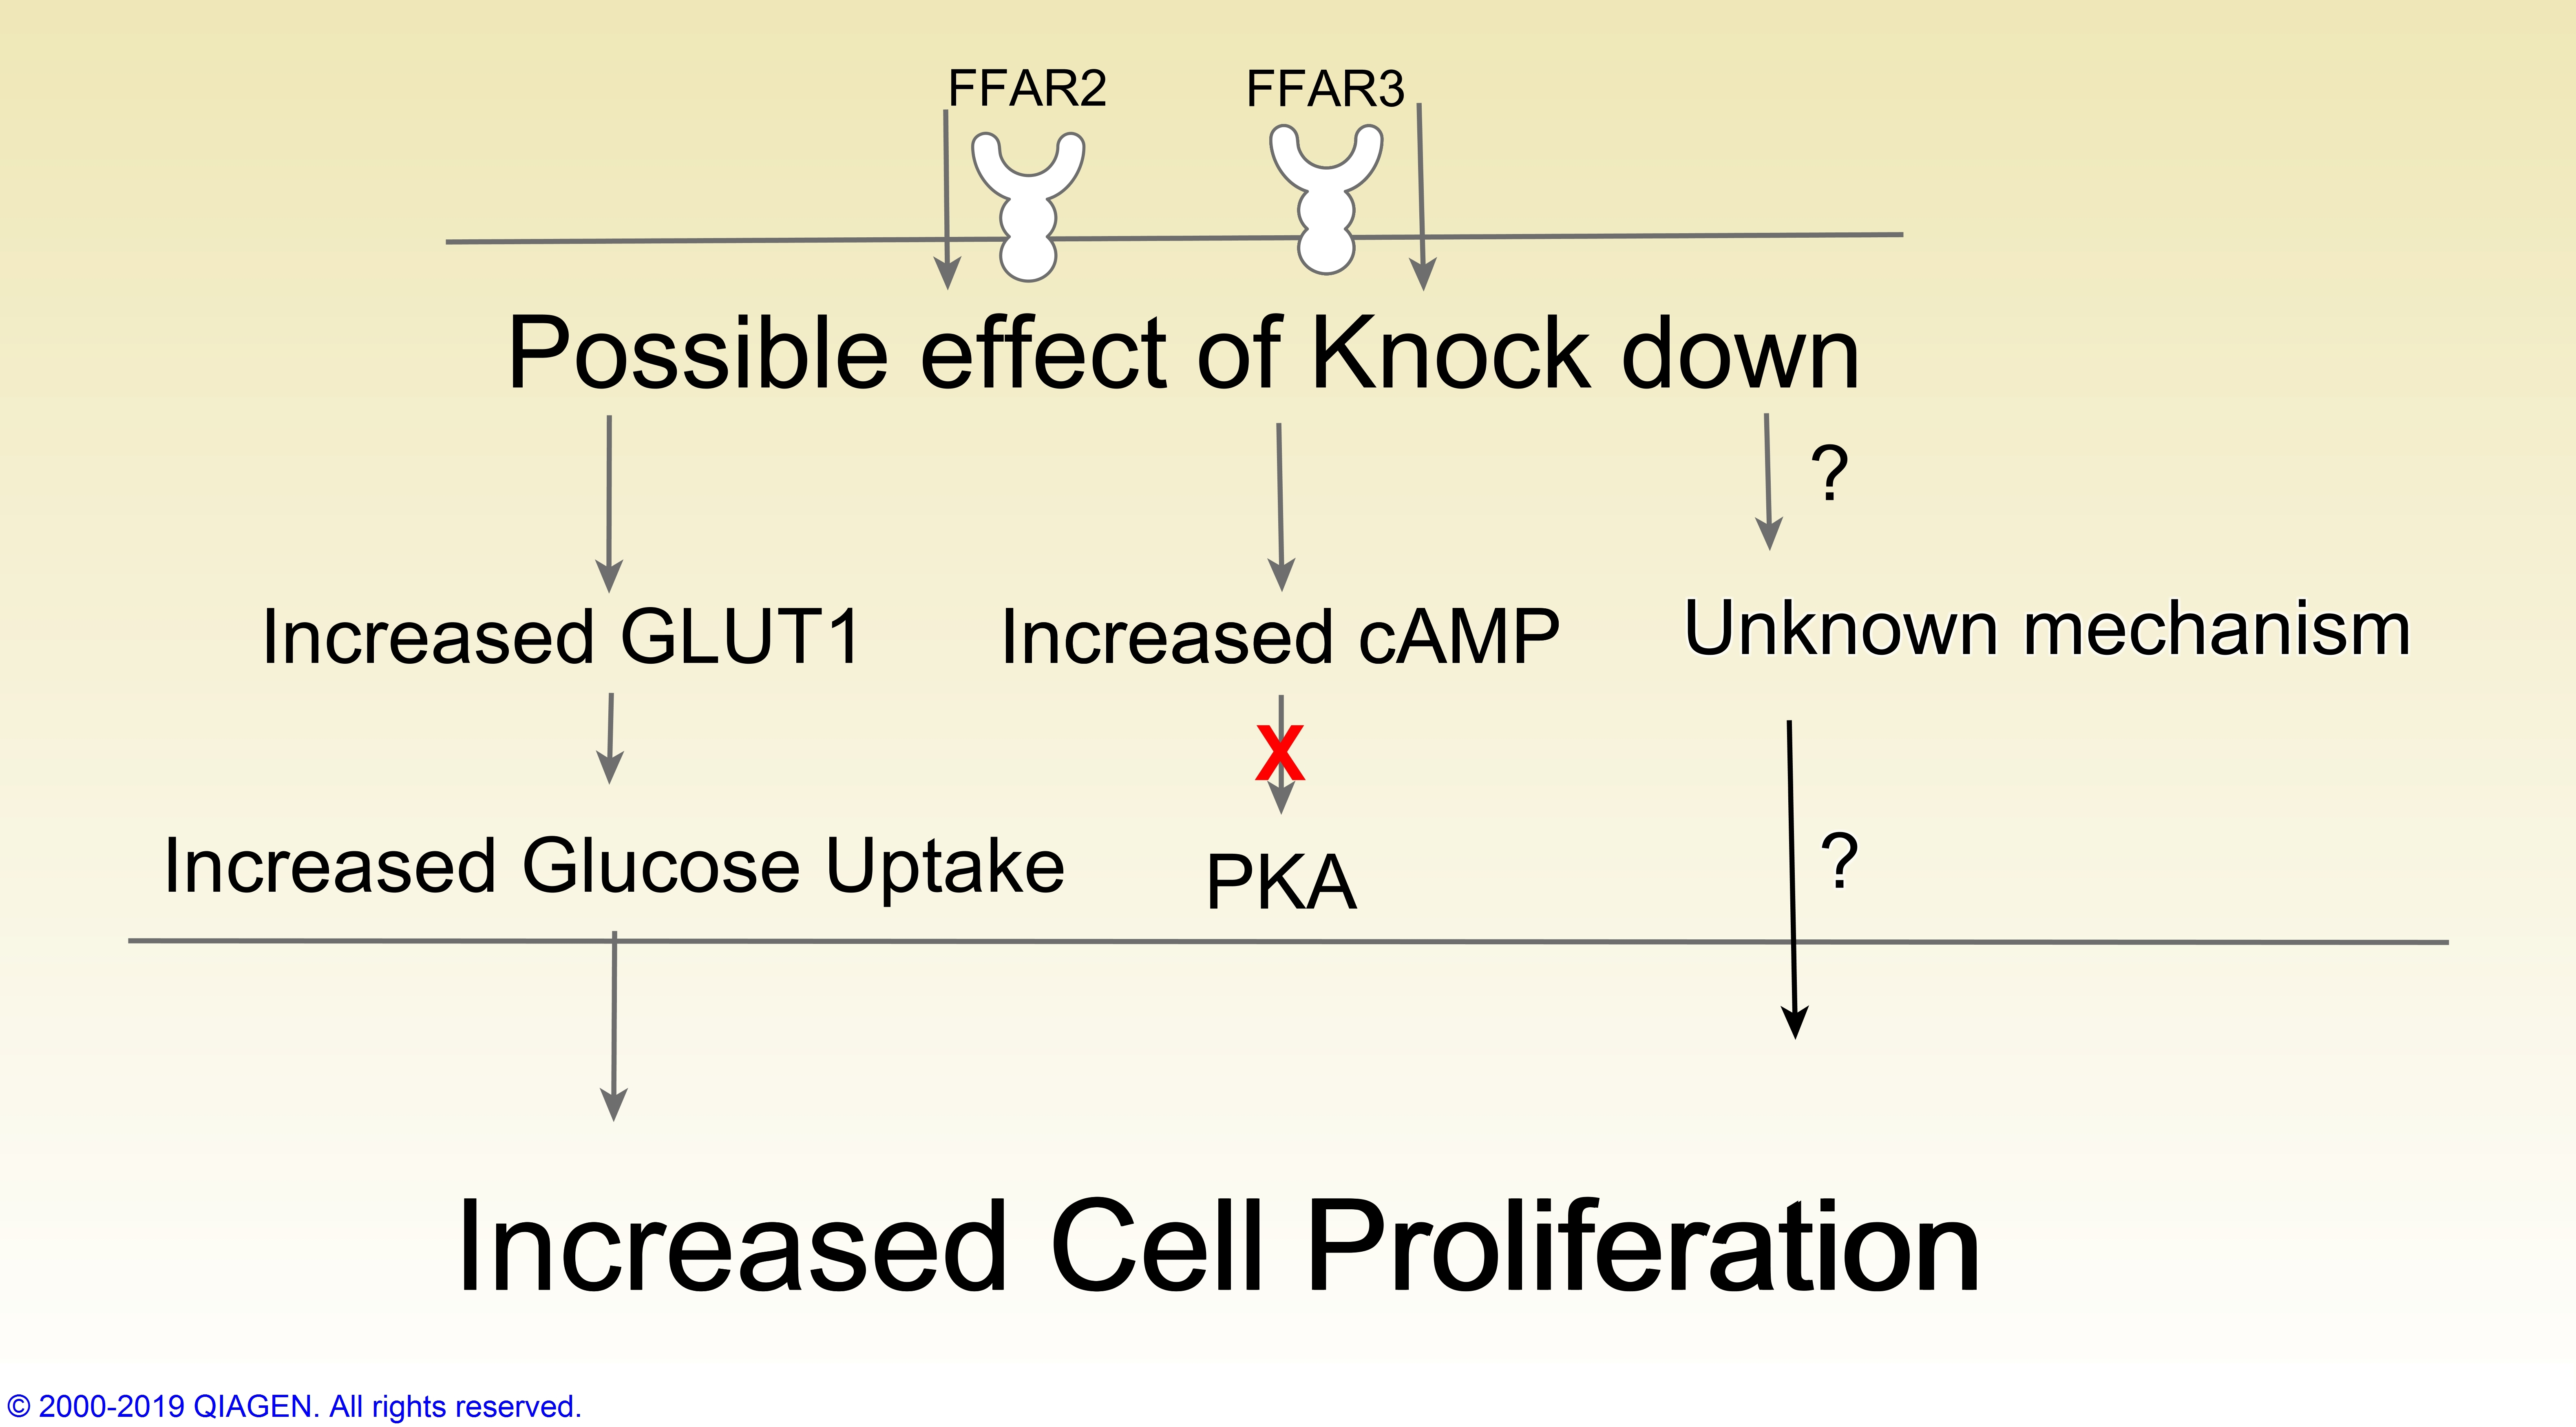 FFAR2 FFAR3
Possible effect of Knock down
?
Increased GLUT1 Increased cAMP Unknown mechanism
X
Increased Glucose Uptake PKA ?
Increased Cell Proliferation
© 2000-2019 QIAGEN. All rights reserved.